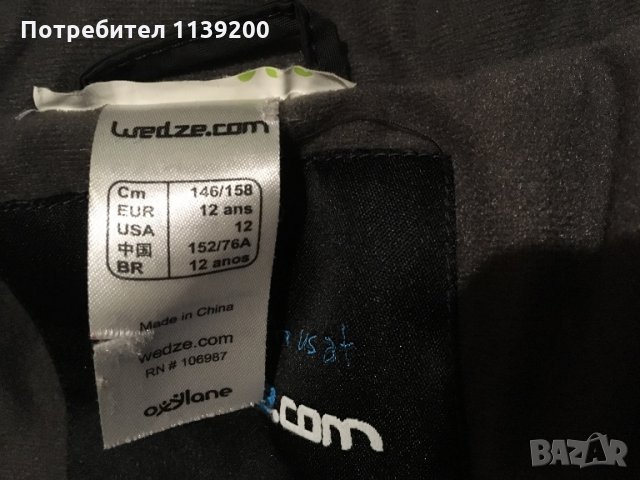 Потребител 1139200
wedze.com
Cm 146/158
EUR 12 ans
USA 12
中国 152/76A
BR 12 anos
Made in China
wedze.com
RN # 106987
oxylane
.com
BAZAR